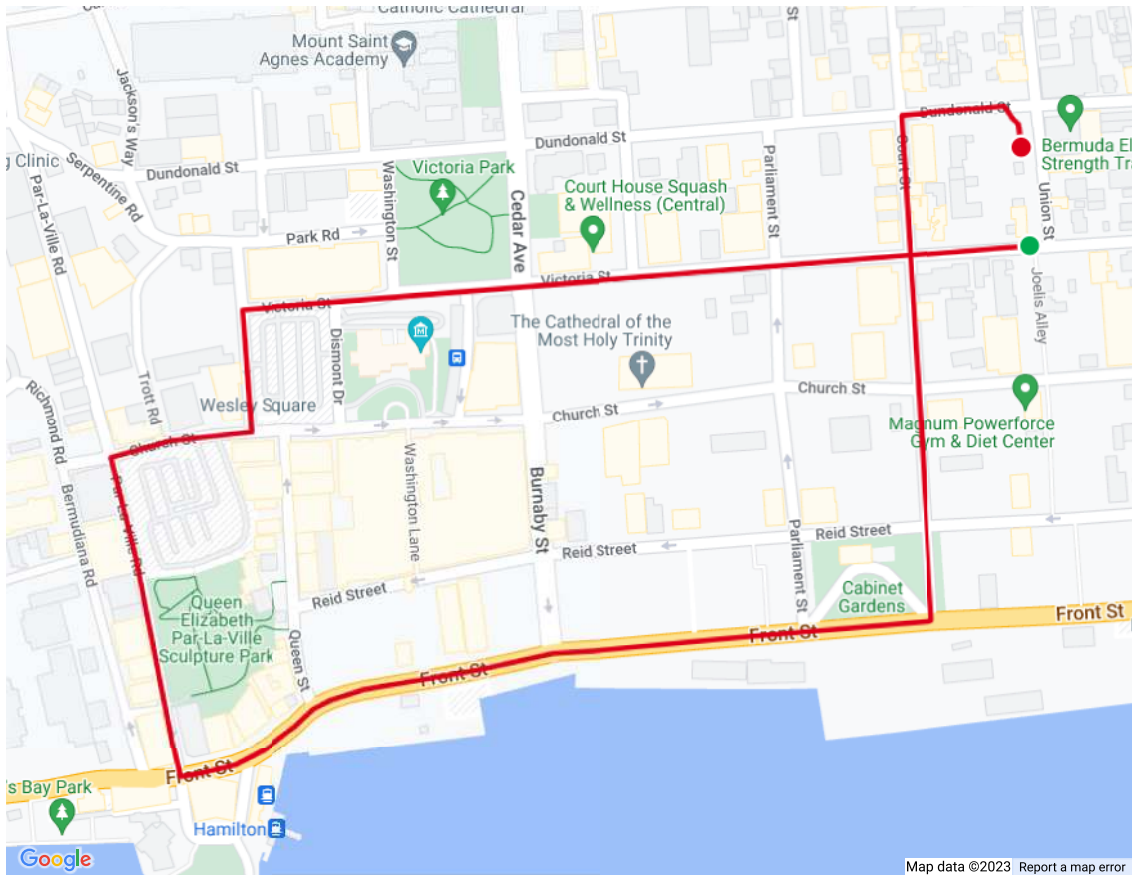 Catholic Cathedral
Mount Saint
Agnes Academy
Jackson's Way
St
Dundonald St
Dundonald St
Dundonald St
g Clinic
Serpentine Rd
Par-La-Ville Rd
Victoria Park
Washington St
Cedar Ave
Court House Squash
& Wellness (Central)
Parliament St
Court St
Bermuda El
Strength Tra
Union St
Park Rd
Victoria St
Victoria St
Joelis Alley
Dismont Dr
The Cathedral of the
Most Holy Trinity
Trott Rd
Richmond Rd
Wesley Square
Church St
Church St
Church St
Magnum Powerforce
Gym & Diet Center
Par-La-Ville Rd
Bermudiana Rd
Washington Lane
Burnaby St
Parliament St
Reid Street
Reid Street
Reid Street
Queen
Elizabeth
Par-La-Ville
Sculpture Park
Queen St
Cabinet
Gardens
Front St
Front St
Front St
Front St
's Bay Park
Hamilton
Google
Map data ©2023
Report a map error